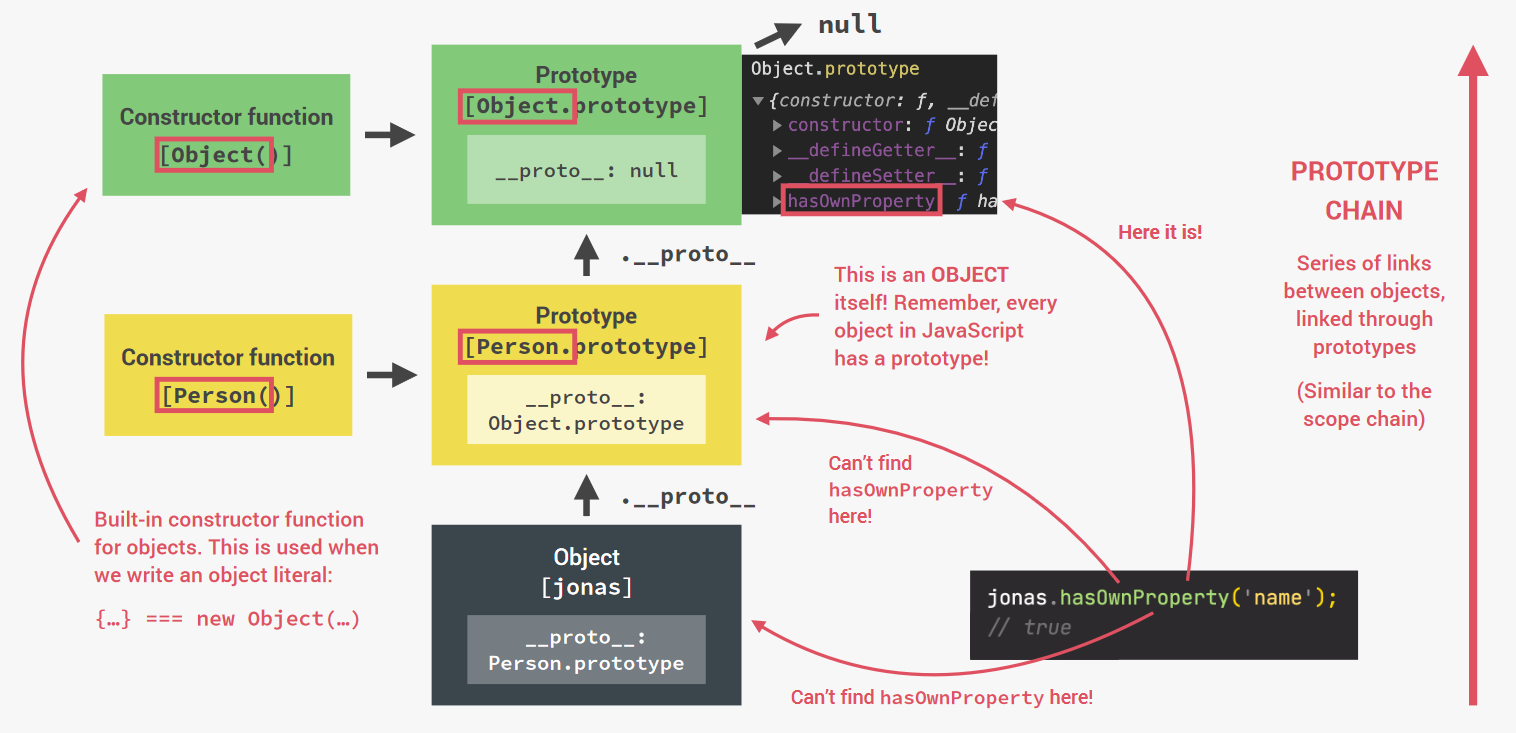 null
Prototype
[Object.prototype]
__proto__: null
Object.prototype
▼{constructor: ƒ, __def
▶constructor: ƒ Objec
▶__defineGetter__: ƒ
▶__defineSetter__: ƒ
▶hasOwnProperty ƒ ha
Constructor function
[Object()]
.__proto__
Here it is!
PROTOTYPE
CHAIN
Series of links
between objects,
linked through
prototypes
(Similar to the
scope chain)
Prototype
[Person.prototype]
__proto__:
Object.prototype
This is an OBJECT
itself! Remember, every
object in JavaScript
has a prototype!
Constructor function
[Person()]
Can't find
hasOwnProperty
here!
.__proto__
Built-in constructor function
for objects. This is used when
we write an object literal:
{…} === new Object(…)
Object
[jonas]
__proto__:
Person.prototype
jonas.hasOwnProperty('name');
// true
Can't find hasOwnProperty here!